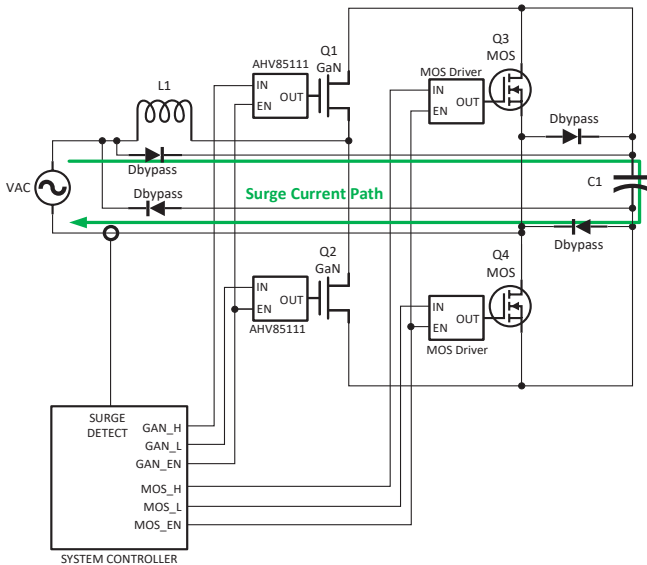 Q1
GaN
AHV85111
IN
EN
OUT
Q3
MOS
MOS Driver
IN
EN
OUT
L1
Dbypass
Dbypass
VAC
Dbypass
Surge Current Path
C1
Dbypass
Q2
GaN
IN
EN
OUT
AHV85111
Q4
MOS
IN
EN
OUT
MOS Driver
SURGE
DETECT
GAN_H
GAN_L
GAN_EN
MOS_H
MOS_L
MOS_EN
SYSTEM CONTROLLER